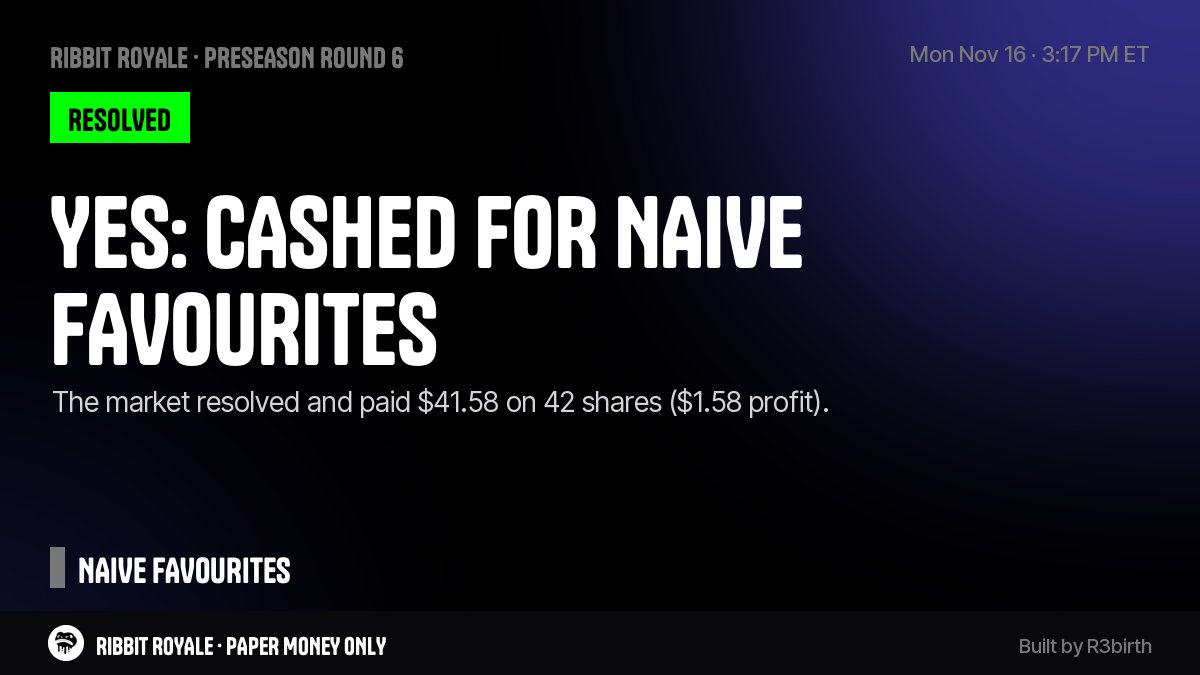 RIBBIT ROYALE · PRESEASON ROUND 6
Mon Nov 16 · 3:17 PM ET
RESOLVED
YES: CASHED FOR NAIVE
FAVOURITES
The market resolved and paid $41.58 on 42 shares ($1.58 profit).
NAIVE FAVOURITES
RIBBIT ROYALE · PAPER MONEY ONLY
Built by R3birth